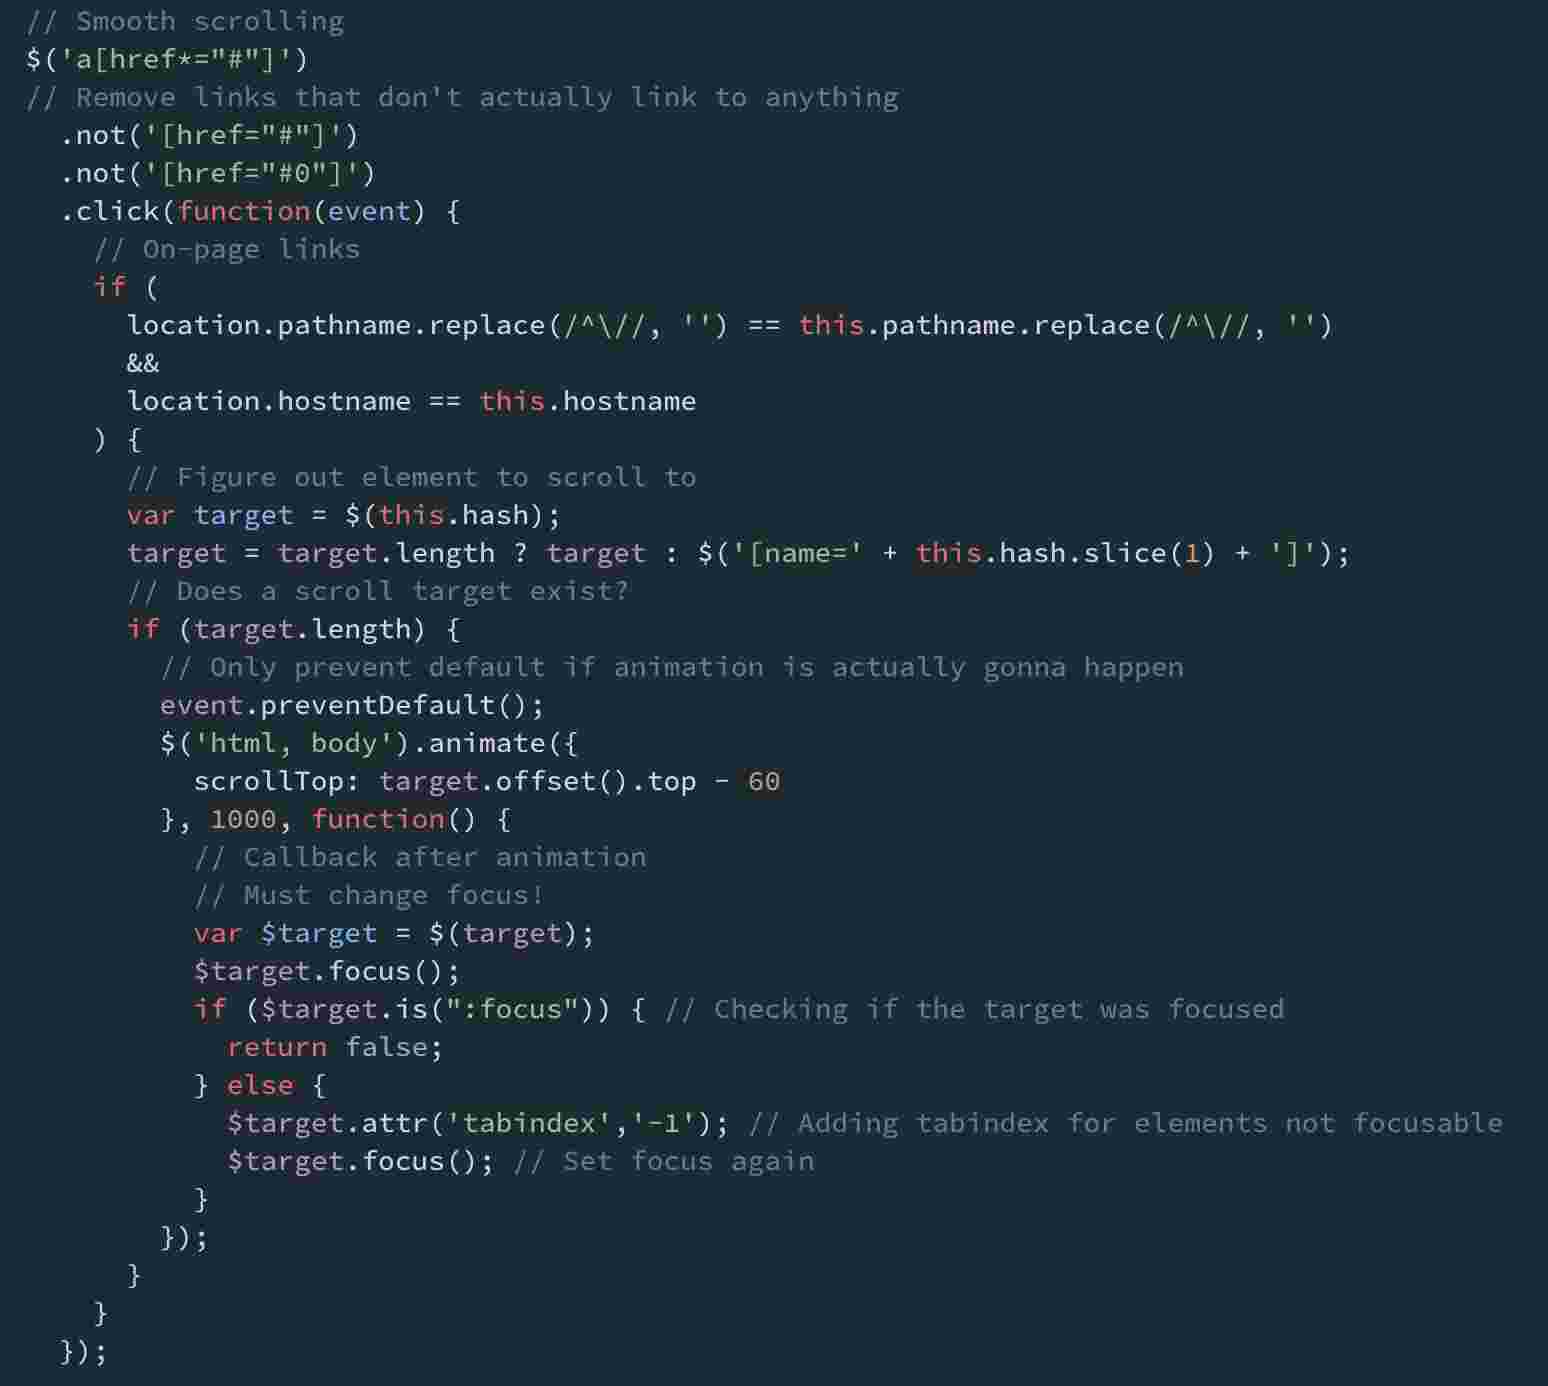 // Smooth scrolling
$('a[href*="#"]')
// Remove links that don't actually link to anything
  .not('[href="#"]')
  .not('[href="#0"]')
  .click(function(event) {
    // On-page links
    if (
      location.pathname.replace(/^\//, '') == this.pathname.replace(/^\//, '')
      &&
      location.hostname == this.hostname
    ) {
      // Figure out element to scroll to
      var target = $(this.hash);
      target = target.length ? target : $('[name=' + this.hash.slice(1) + ']');
      // Does a scroll target exist?
      if (target.length) {
        // Only prevent default if animation is actually gonna happen
        event.preventDefault();
        $('html, body').animate({
          scrollTop: target.offset().top - 60
        }, 1000, function() {
          // Callback after animation
          // Must change focus!
          var $target = $(target);
          $target.focus();
          if ($target.is(":focus")) { // Checking if the target was focused
            return false;
          } else {
            $target.attr('tabindex','-1'); // Adding tabindex for elements not focusable
            $target.focus(); // Set focus again
          }
        });
      }
    }
  });